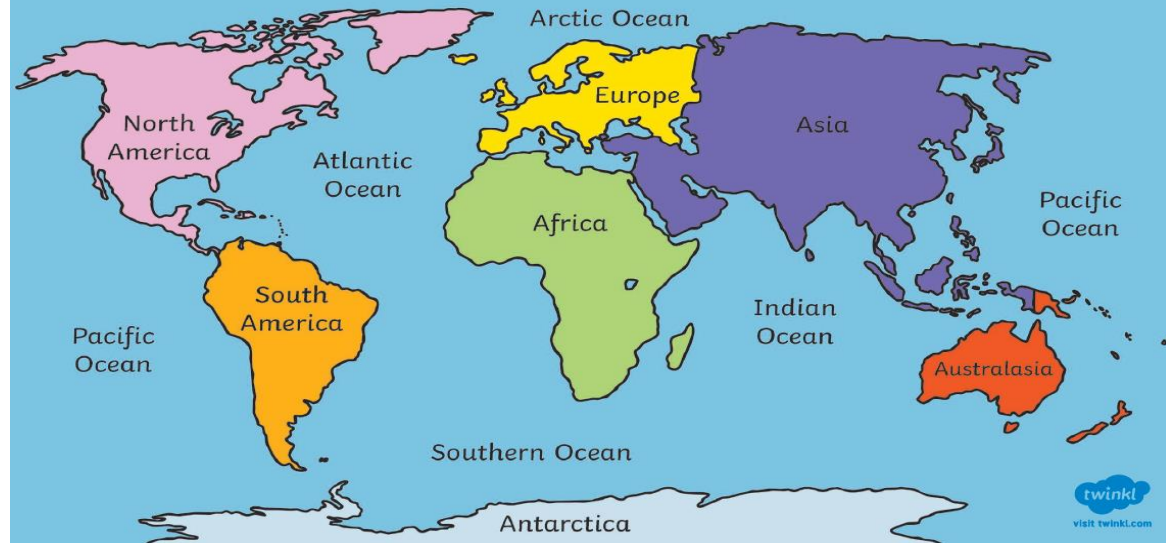 Arctic Ocean
Europe
North
America
Asia
Atlantic
Ocean
Pacific
Ocean
Africa
South
America
Indian
Ocean
Pacific
Ocean
Australasia
Southern Ocean
twinkl
visit twinkl.com
Antarctica